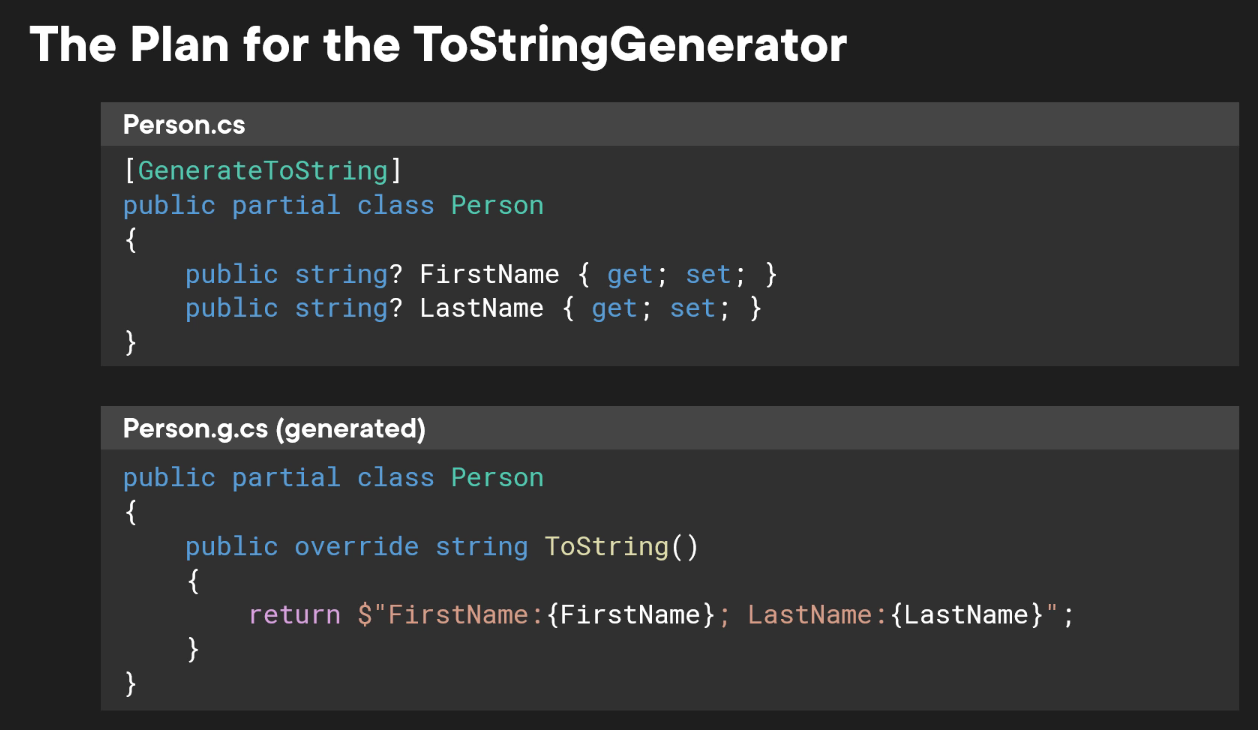 The Plan for the ToStringGenerator
Person.cs
[GenerateToString]
public partial class Person
{
    public string? FirstName { get; set; }
    public string? LastName { get; set; }
}
Person.g.cs (generated)
public partial class Person
{
    public override string ToString()
    {
        return $"FirstName:{FirstName}; LastName:{LastName}";
    }
}